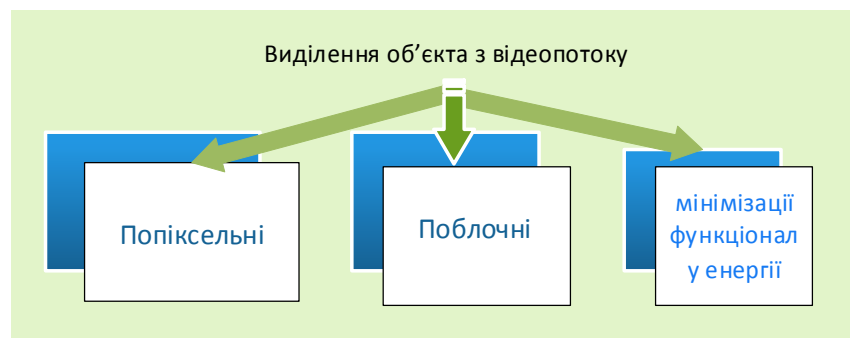 Виділення об’єкта з відеопотоку
Попіксельні
Поблочні
мінімізації
функціонал
у енергії